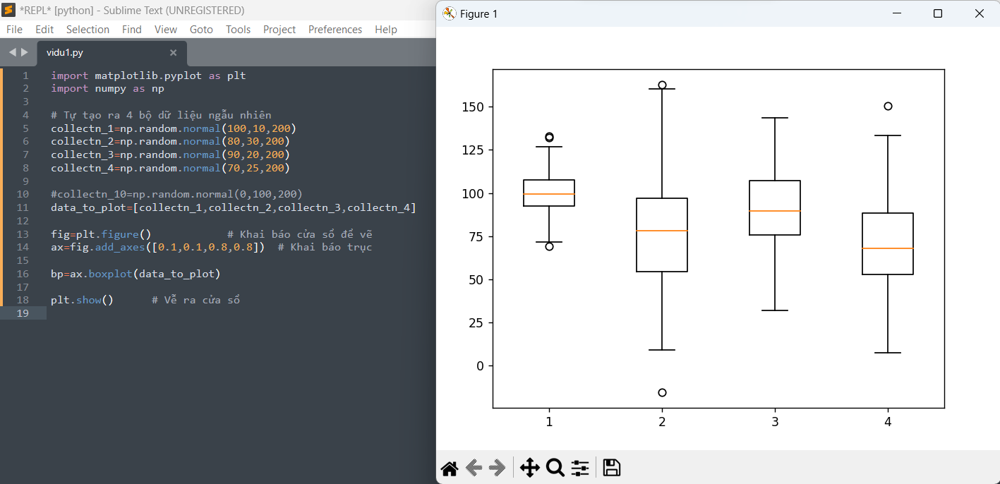 *REPL* [python] - Sublime Text (UNREGISTERED)
File Edit Selection Find View Goto Tools Project Preferences Help
vidu1.py
1 import matplotlib.pyplot as plt
2 import numpy as np
3
4 # Tự tạo ra 4 bộ dữ liệu ngẫu nhiên
5 collectn_1=np.random.normal(100,10,200)
6 collectn_2=np.random.normal(80,30,200)
7 collectn_3=np.random.normal(90,20,200)
8 collectn_4=np.random.normal(70,25,200)
9
10 #collectn_10=np.random.normal(0,100,200)
11 data_to_plot=[collectn_1,collectn_2,collectn_3,collectn_4]
12
13 fig=plt.figure()            # Khai báo cửa sổ để vẽ
14 ax=fig.add_axes([0.1,0.1,0.8,0.8])  # Khai báo trục
15
16 bp=ax.boxplot(data_to_plot)
17
18 plt.show()      # Vễ ra cửa sổ
19
Figure 1
150
125
100
75
50
25
0
1 2 3 4